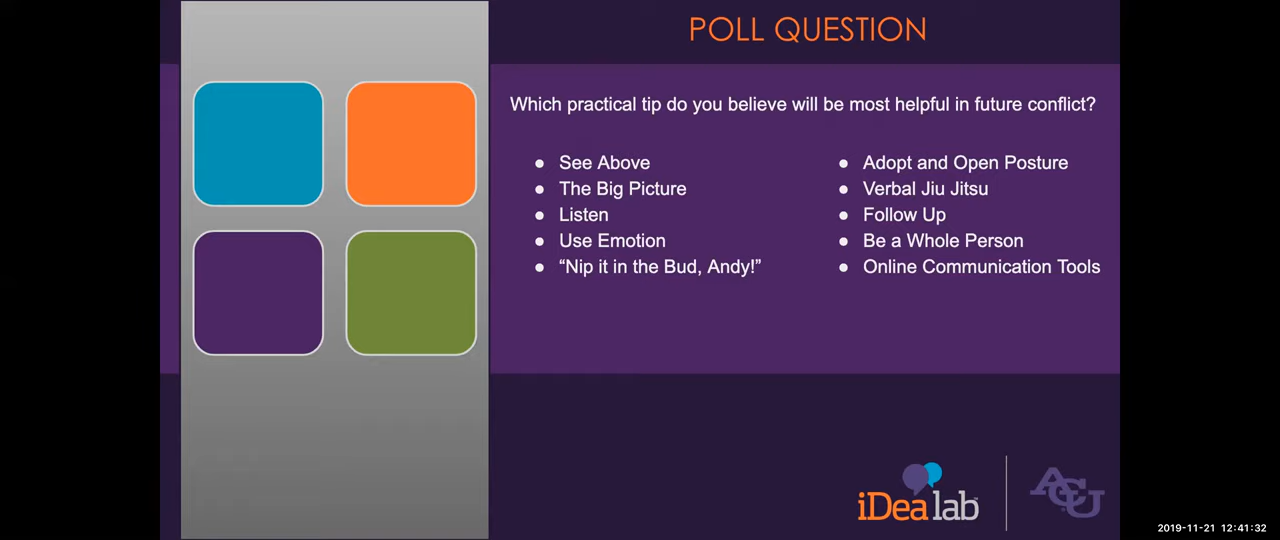 POLL QUESTION
Which practical tip do you believe will be most helpful in future conflict?
● See Above
● The Big Picture
● Listen
● Use Emotion
● “Nip it in the Bud, Andy!”
● Adopt and Open Posture
● Verbal Jiu Jitsu
● Follow Up
● Be a Whole Person
● Online Communication Tools
iDea lab
ACU
2019-11-21 12:41:32